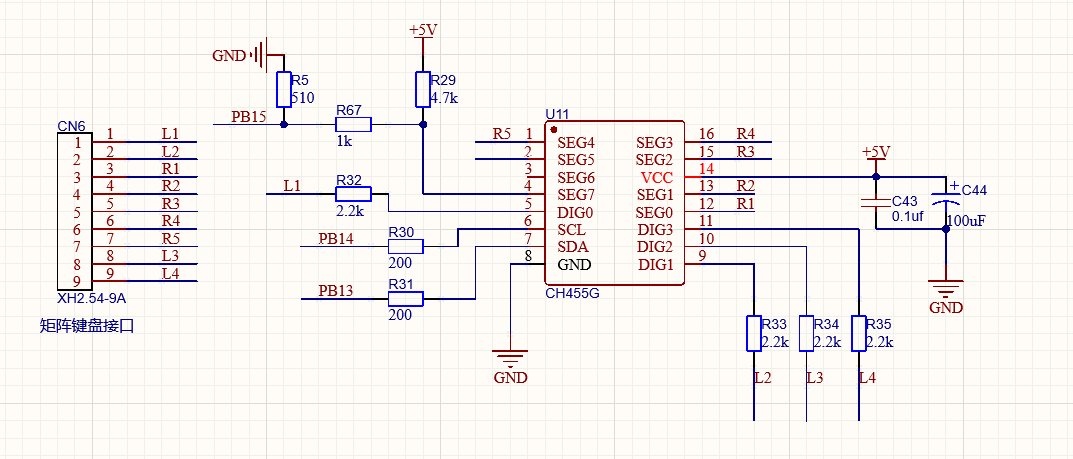 +5V
GND
R5
510
R29
4.7k
PB15
R67
1k
U11
CN6
1 1 L1
2 2 L2
3 3 R1
4 4 R2
5 5 R3
6 6 R4
7 7 R5
8 8 L3
9 9 L4
XH2.54-9A
矩阵键盘接口
R5 1 SEG4
2 SEG5
3 SEG6
4 SEG7
5 DIG0
6 SCL
7 SDA
8 GND
SEG3 16 R4
SEG2 15 R3
VCC 14
SEG1 13 R2
SEG0 12 R1
DIG3 11
DIG2 10
DIG1 9
CH455G
L1
R32
2.2k
PB14
R30
200
PB13
R31
200
GND
+5V
C43
0.1uf
+
C44
100uF
GND
R33
2.2k
L2
R34
2.2k
L3
R35
2.2k
L4